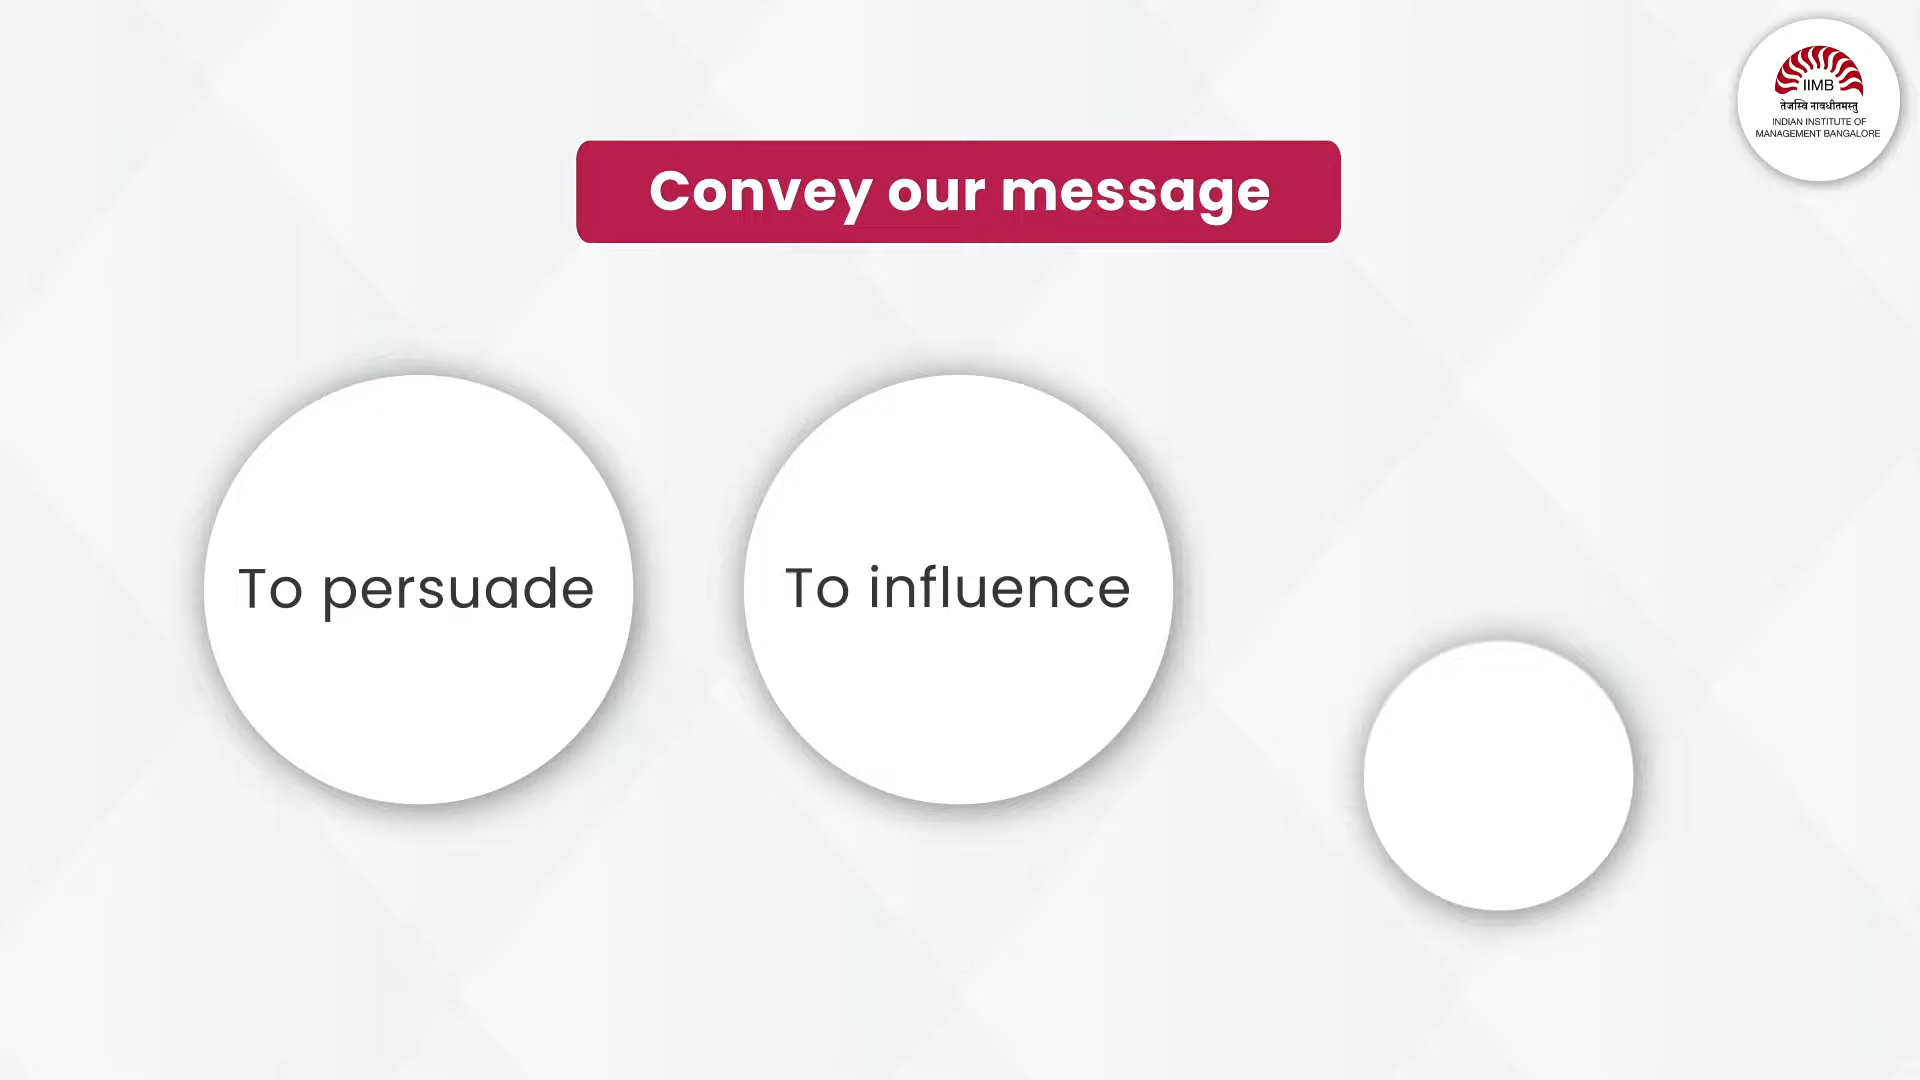 IIMB
तेजस्वि नावधीतमस्तु
INDIAN INSTITUTE OF
MANAGEMENT BANGALORE
Convey our message
To persuade
To influence